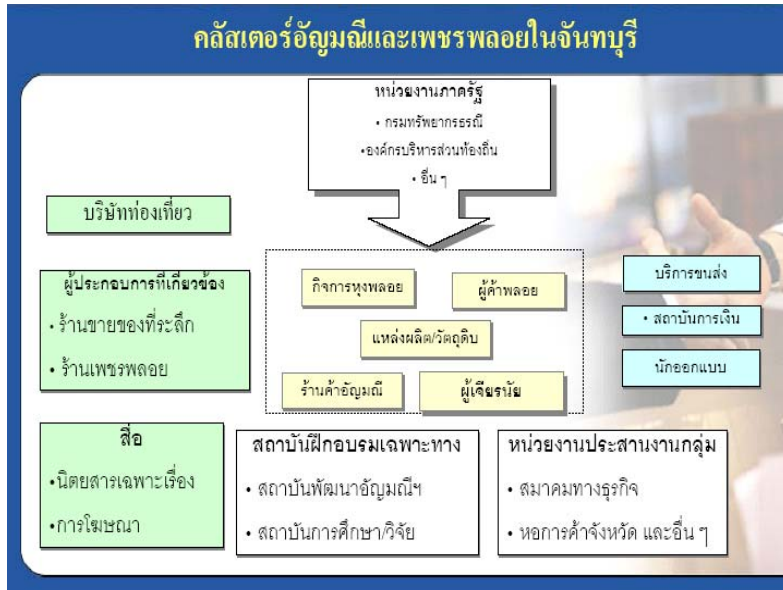 คลัสเตอร์อัญมณีและเพชรพลอยในจันทบุรี
หน่วยงานภาครัฐ
• กรมทรัพยากรธรณี
•องค์กรบริหารส่วนท้องถิ่น
• อื่น ๆ
บริษัทท่องเที่ยว
ผู้ประกอบการที่เกี่ยวข้อง
• ร้านขายของที่ระลึก
• ร้านเพชรพลอย
กิจการหุงพลอย
ผู้ค้าพลอย
แหล่งผลิต/วัตถุดิบ
ร้านค้าอัญมณี
ผู้เจียรนัย
บริการขนส่ง
• สถาบันการเงิน
นักออกแบบ
สื่อ
•นิตยสารเฉพาะเรื่อง
•การโฆษณา
สถาบันฝึกอบรมเฉพาะทาง
• สถาบันพัฒนาอัญมณีฯ
• สถาบันการศึกษา/วิจัย
หน่วยงานประสานงานกลุ่ม
• สมาคมทางธุรกิจ
• หอการค้าจังหวัด และอื่น ๆ